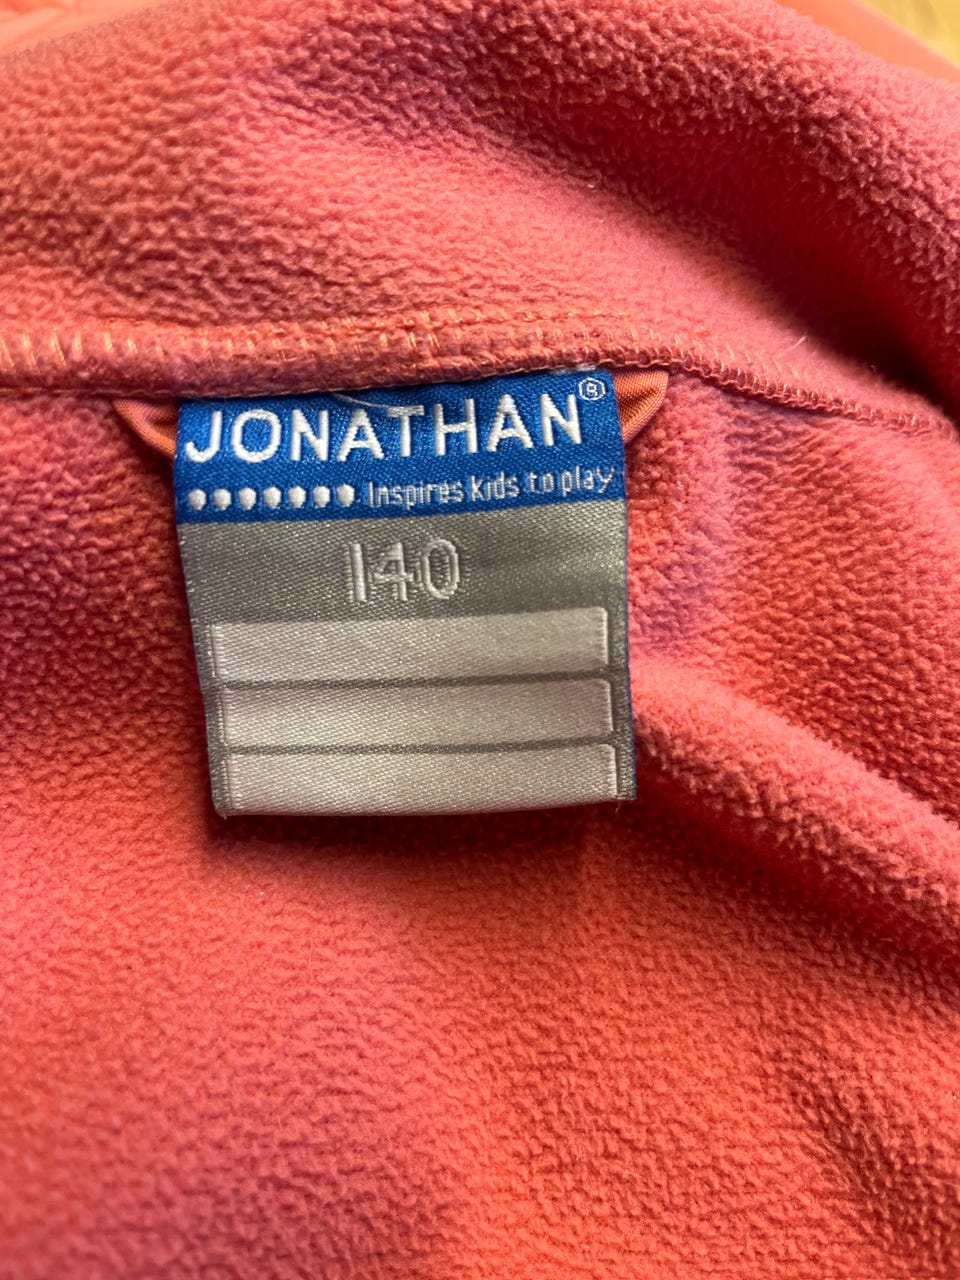 JONATHAN®
Inspires kids to play
140